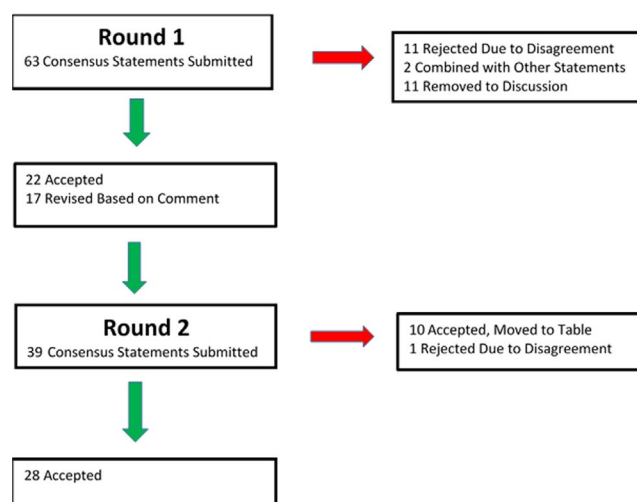 Round 1
63 Consensus Statements Submitted
11 Rejected Due to Disagreement
2 Combined with Other Statements
11 Removed to Discussion
22 Accepted
17 Revised Based on Comment
Round 2
39 Consensus Statements Submitted
10 Accepted, Moved to Table
1 Rejected Due to Disagreement
28 Accepted